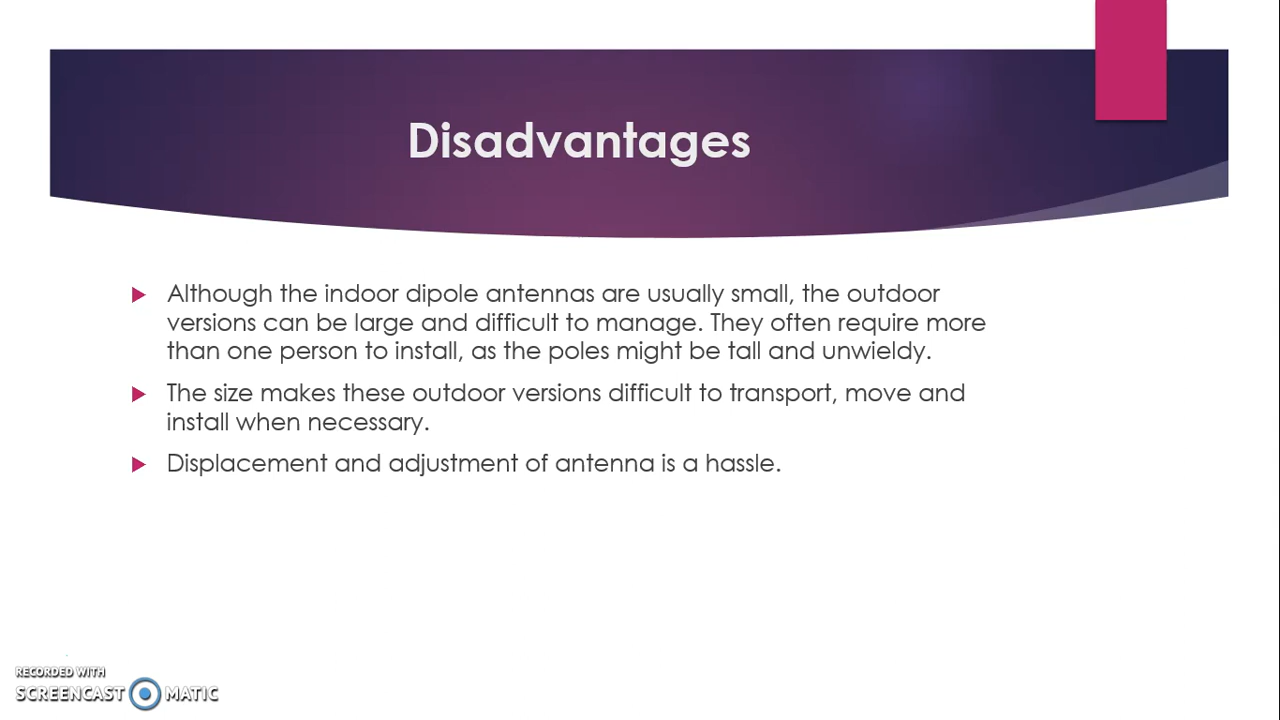 Disadvantages
Although the indoor dipole antennas are usually small, the outdoor
versions can be large and difficult to manage. They often require more
than one person to install, as the poles might be tall and unwieldy.
The size makes these outdoor versions difficult to transport, move and
install when necessary.
Displacement and adjustment of antenna is a hassle.
RECORDED WITH
SCREENCAST MATIC